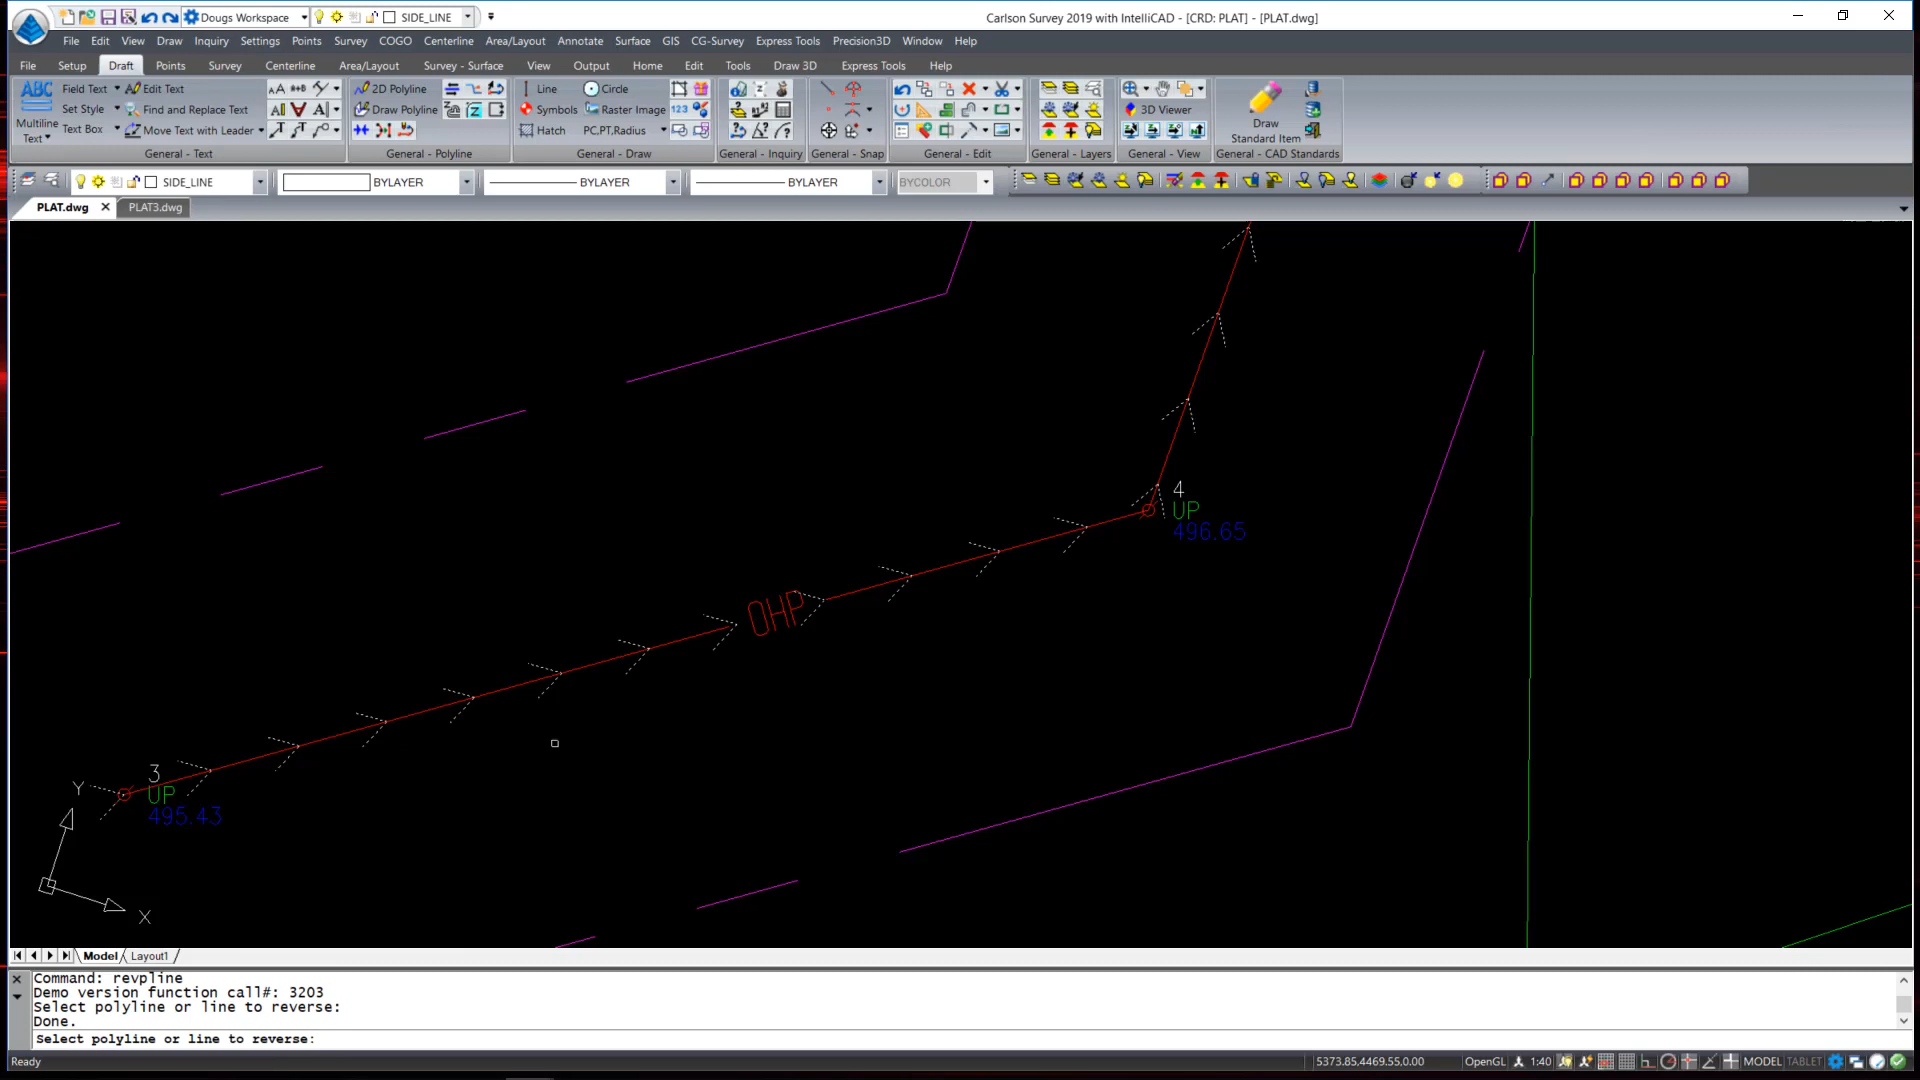 Dougs Workspace
SIDE_LINE
Carlson Survey 2019 with IntelliCAD - [CRD: PLAT] - [PLAT.dwg]
File Edit View Draw Inquiry Settings Points Survey COGO Centerline Area/Layout Annotate Surface GIS CG-Survey Express Tools Precision3D Window Help
File Setup Draft Points Survey Centerline Area/Layout Survey - Surface View Output Home Edit Tools Draw 3D Express Tools Help
ABC Field Text Edit Text 2D Polyline Line Circle
Set Style Find and Replace Text Draw Polyline Symbols Raster Image 123 3D Viewer
Multiline Text Text Box Move Text with Leader Hatch PC,PT,Radius Draw Standard Item
General - Text General - Polyline General - Draw General - Inquiry General - Snap General - Edit General - Layers General - View General - CAD Standards
SIDE_LINE BYLAYER BYLAYER BYLAYER BYCOLOR
PLAT.dwg PLAT3.dwg
4
UP
496.65
OHP
3
UP
495.43
Y
X
Model Layout1
Command: revpline
Demo version function call#: 3203
Select polyline or line to reverse:
Done.
Select polyline or line to reverse:
Ready 5373.85,4469.55,0.00 OpenGL 1:40 MODEL TABLET